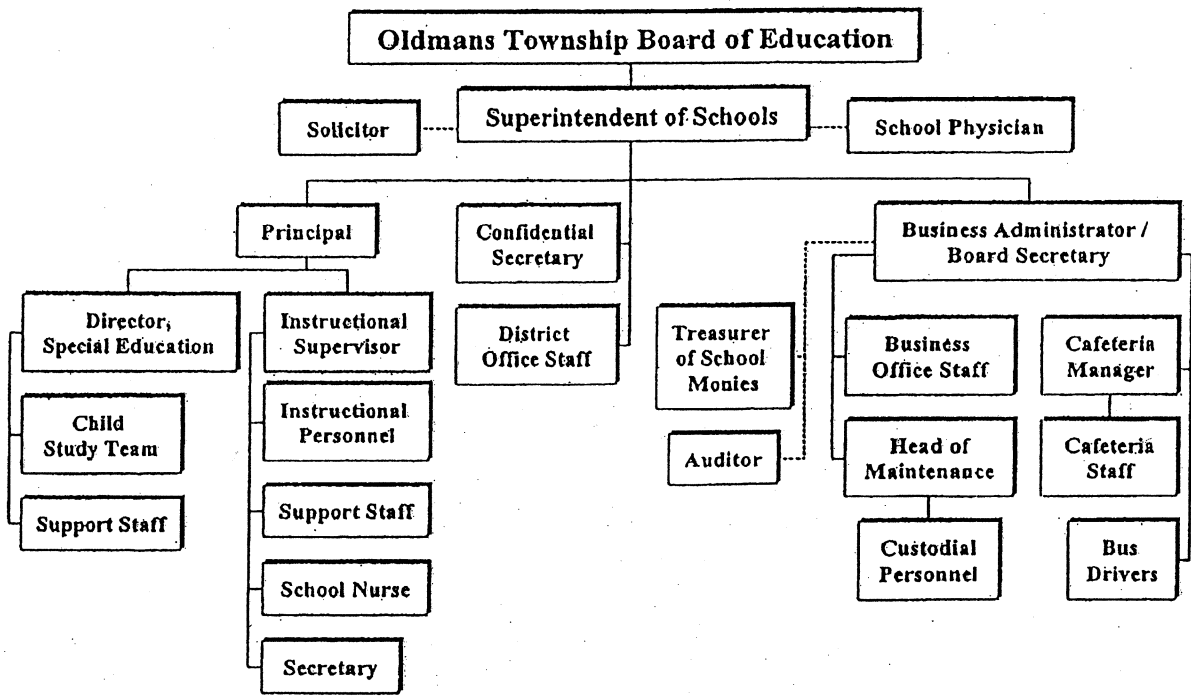 Oldmans Township Board of Education
Superintendent of Schools
Solicitor
School Physician
Principal
Confidential
Secretary
Business Administrator /
Board Secretary
Director,
Special Education
Instructional
Supervisor
District
Office Staff
Treasurer
of School
Monies
Business
Office Staff
Cafeteria
Manager
Child
Study Team
Instructional
Personnel
Auditor
Head of
Maintenance
Cafeteria
Staff
Support Staff
Support Staff
Custodial
Personnel
Bus
Drivers
School Nurse
Secretary